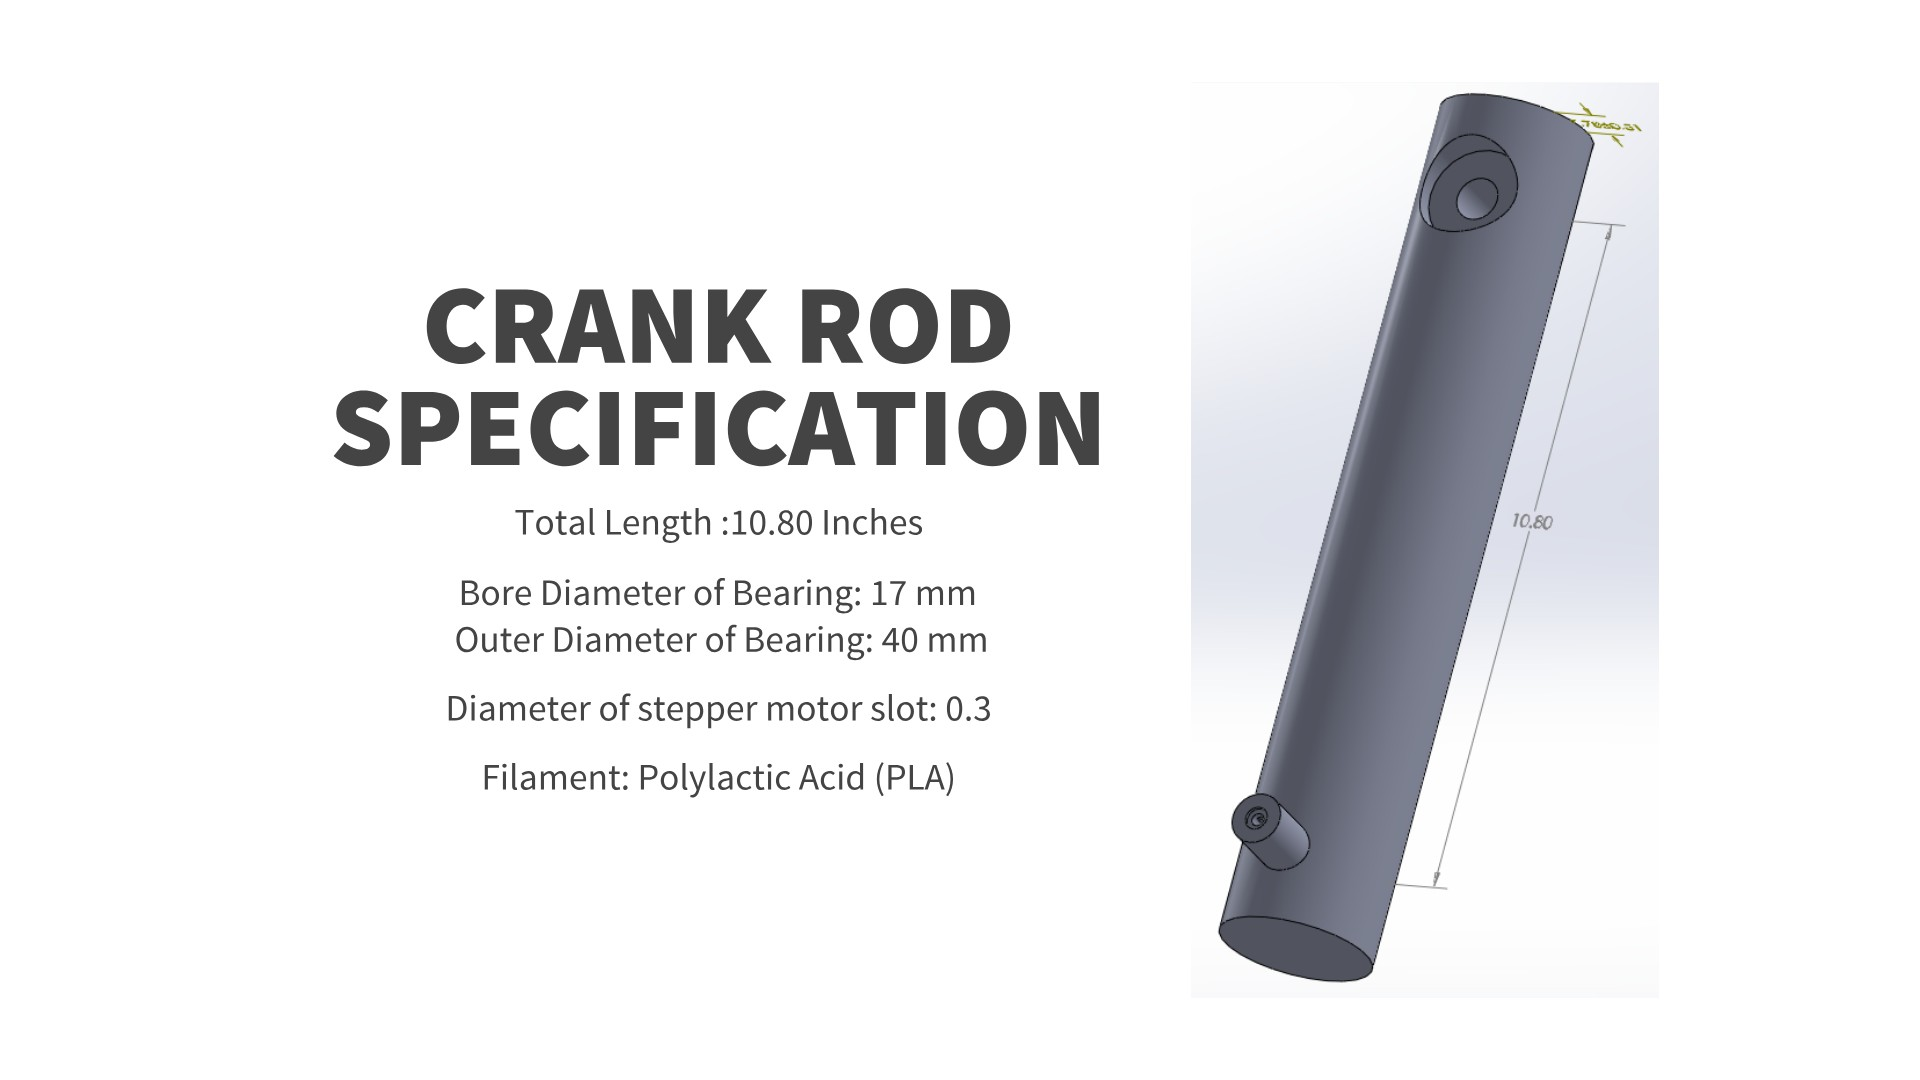 CRANK ROD
SPECIFICATION
Total Length :10.80 Inches
Bore Diameter of Bearing: 17 mm
Outer Diameter of Bearing: 40 mm
Diameter of stepper motor slot: 0.3
Filament: Polylactic Acid (PLA)
10.80